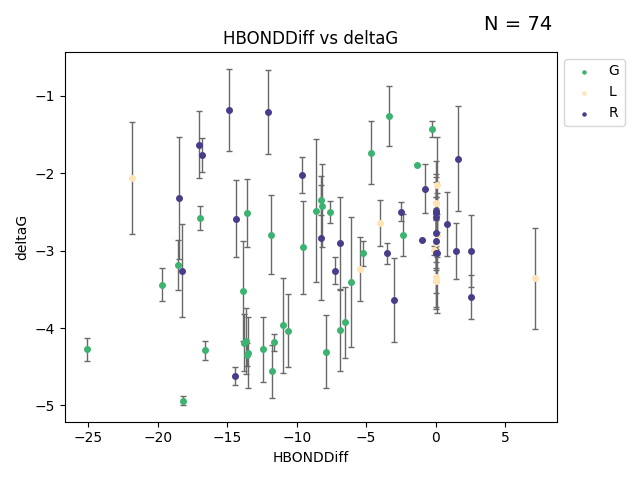 N = 74
HBONDDiff vs deltaG
G
L
R
deltaG
−1
−2
−3
−4
−5
−25
−20
−15
−10
−5
0
5
HBONDDiff